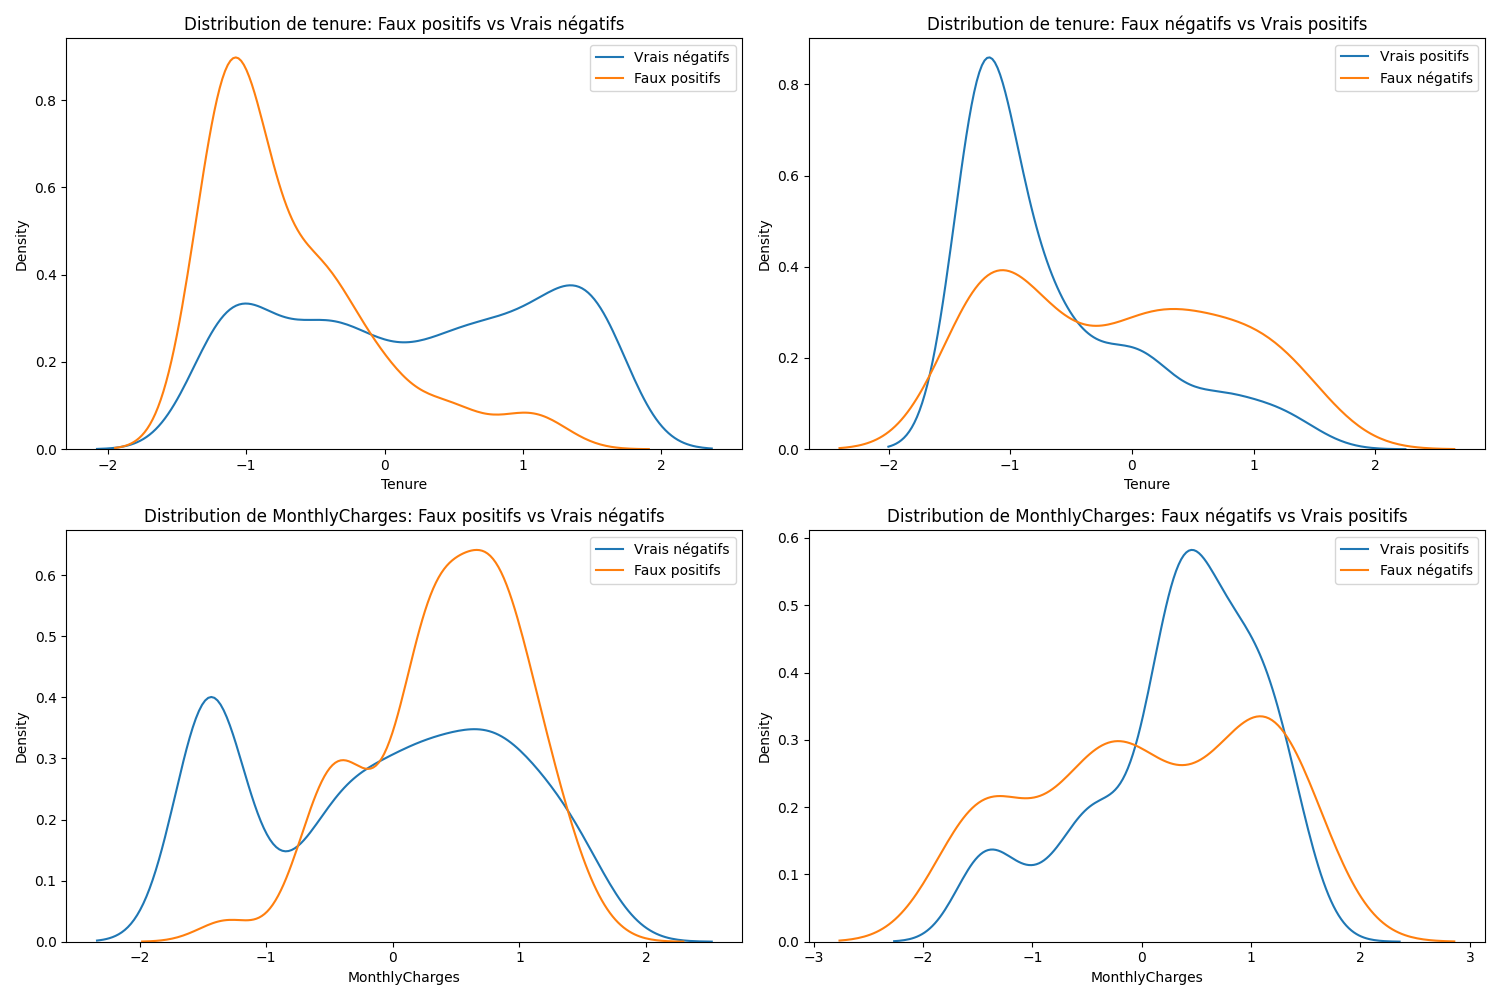 Distribution de tenure: Faux positifs vs Vrais négatifs
Vrais négatifs
Faux positifs
Density
0.8
0.6
0.4
0.2
0.0
−2
−1
0
1
2
Tenure
Distribution de tenure: Faux négatifs vs Vrais positifs
Vrais positifs
Faux négatifs
Density
0.8
0.6
0.4
0.2
0.0
−2
−1
0
1
2
Tenure
Distribution de MonthlyCharges: Faux positifs vs Vrais négatifs
Vrais négatifs
Faux positifs
Density
0.6
0.5
0.4
0.3
0.2
0.1
0.0
−2
−1
0
1
2
MonthlyCharges
Distribution de MonthlyCharges: Faux négatifs vs Vrais positifs
Vrais positifs
Faux négatifs
Density
0.6
0.5
0.4
0.3
0.2
0.1
0.0
−3
−2
−1
0
1
2
3
MonthlyCharges